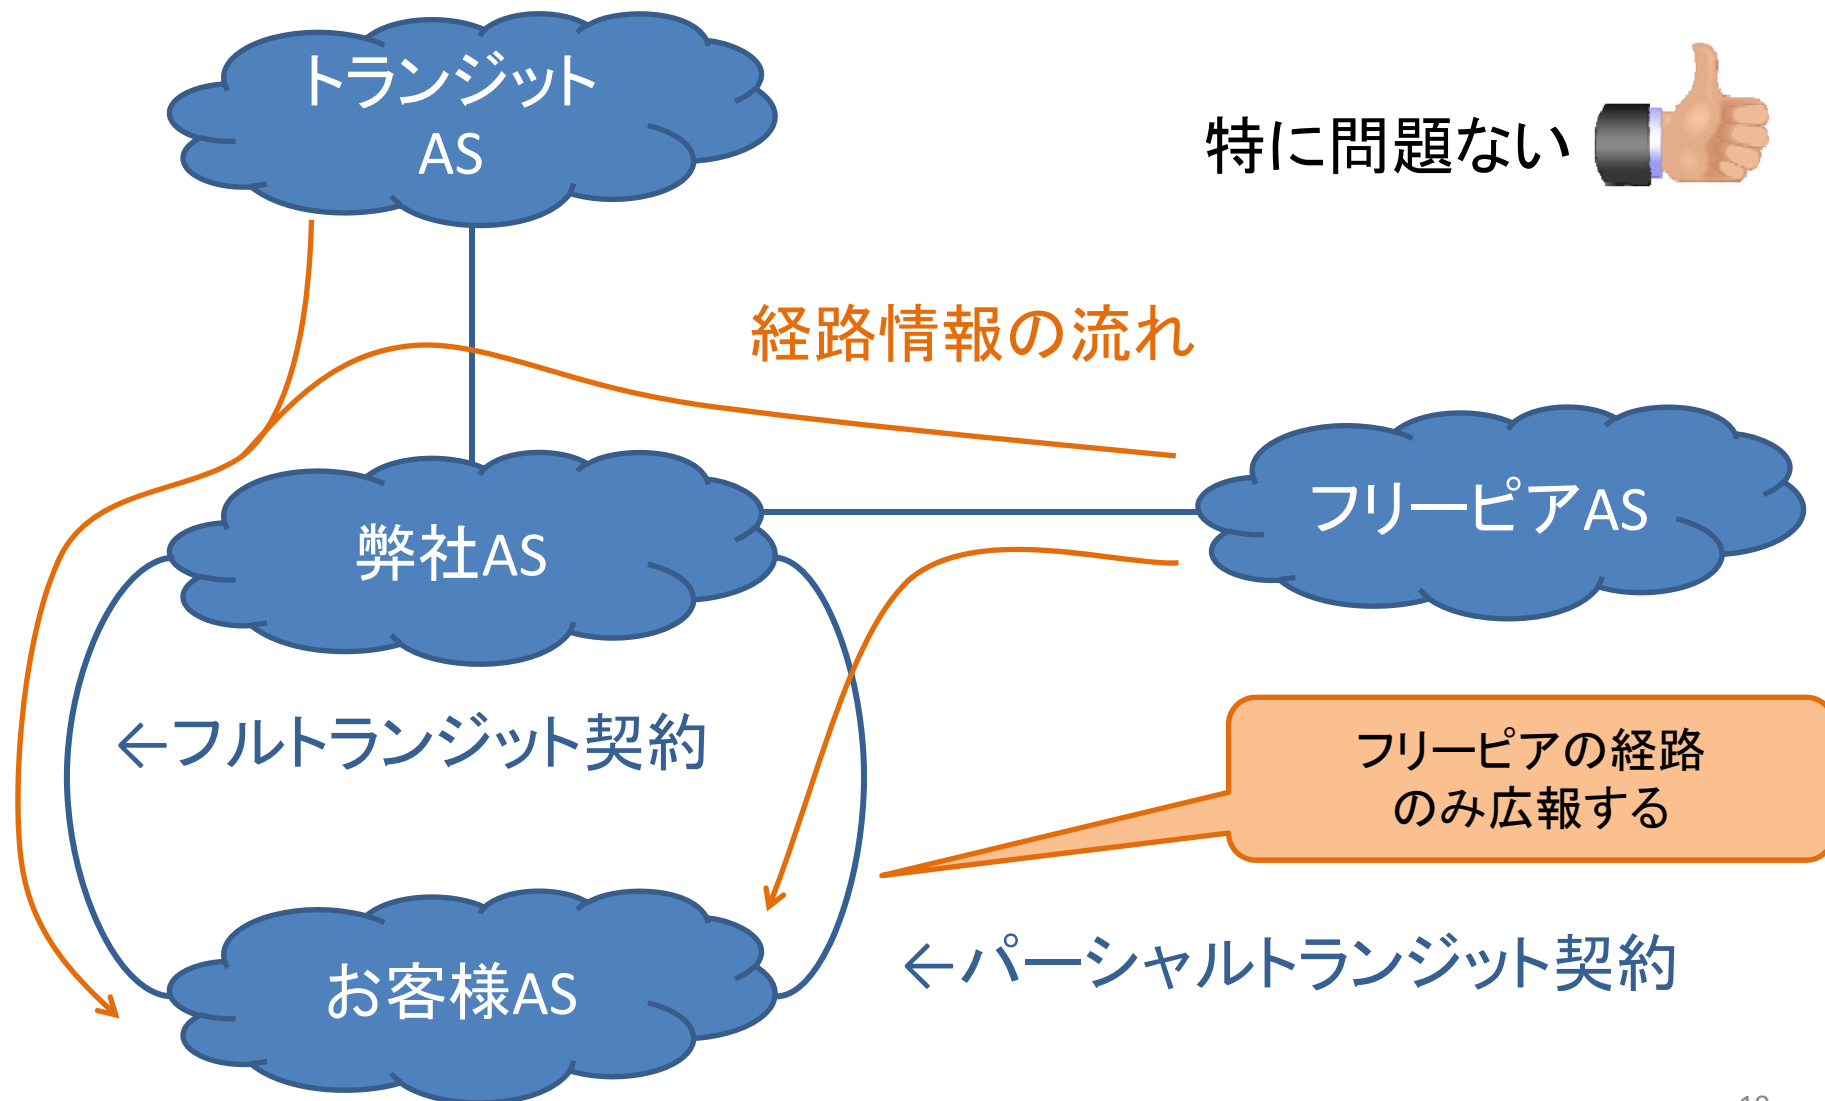 トランジット
AS
特に問題ない
経路情報の流れ
フリーピアAS
弊社AS
←フルトランジット契約
フリーピアの経路
のみ広報する
←パーシャルトランジット契約
お客様AS